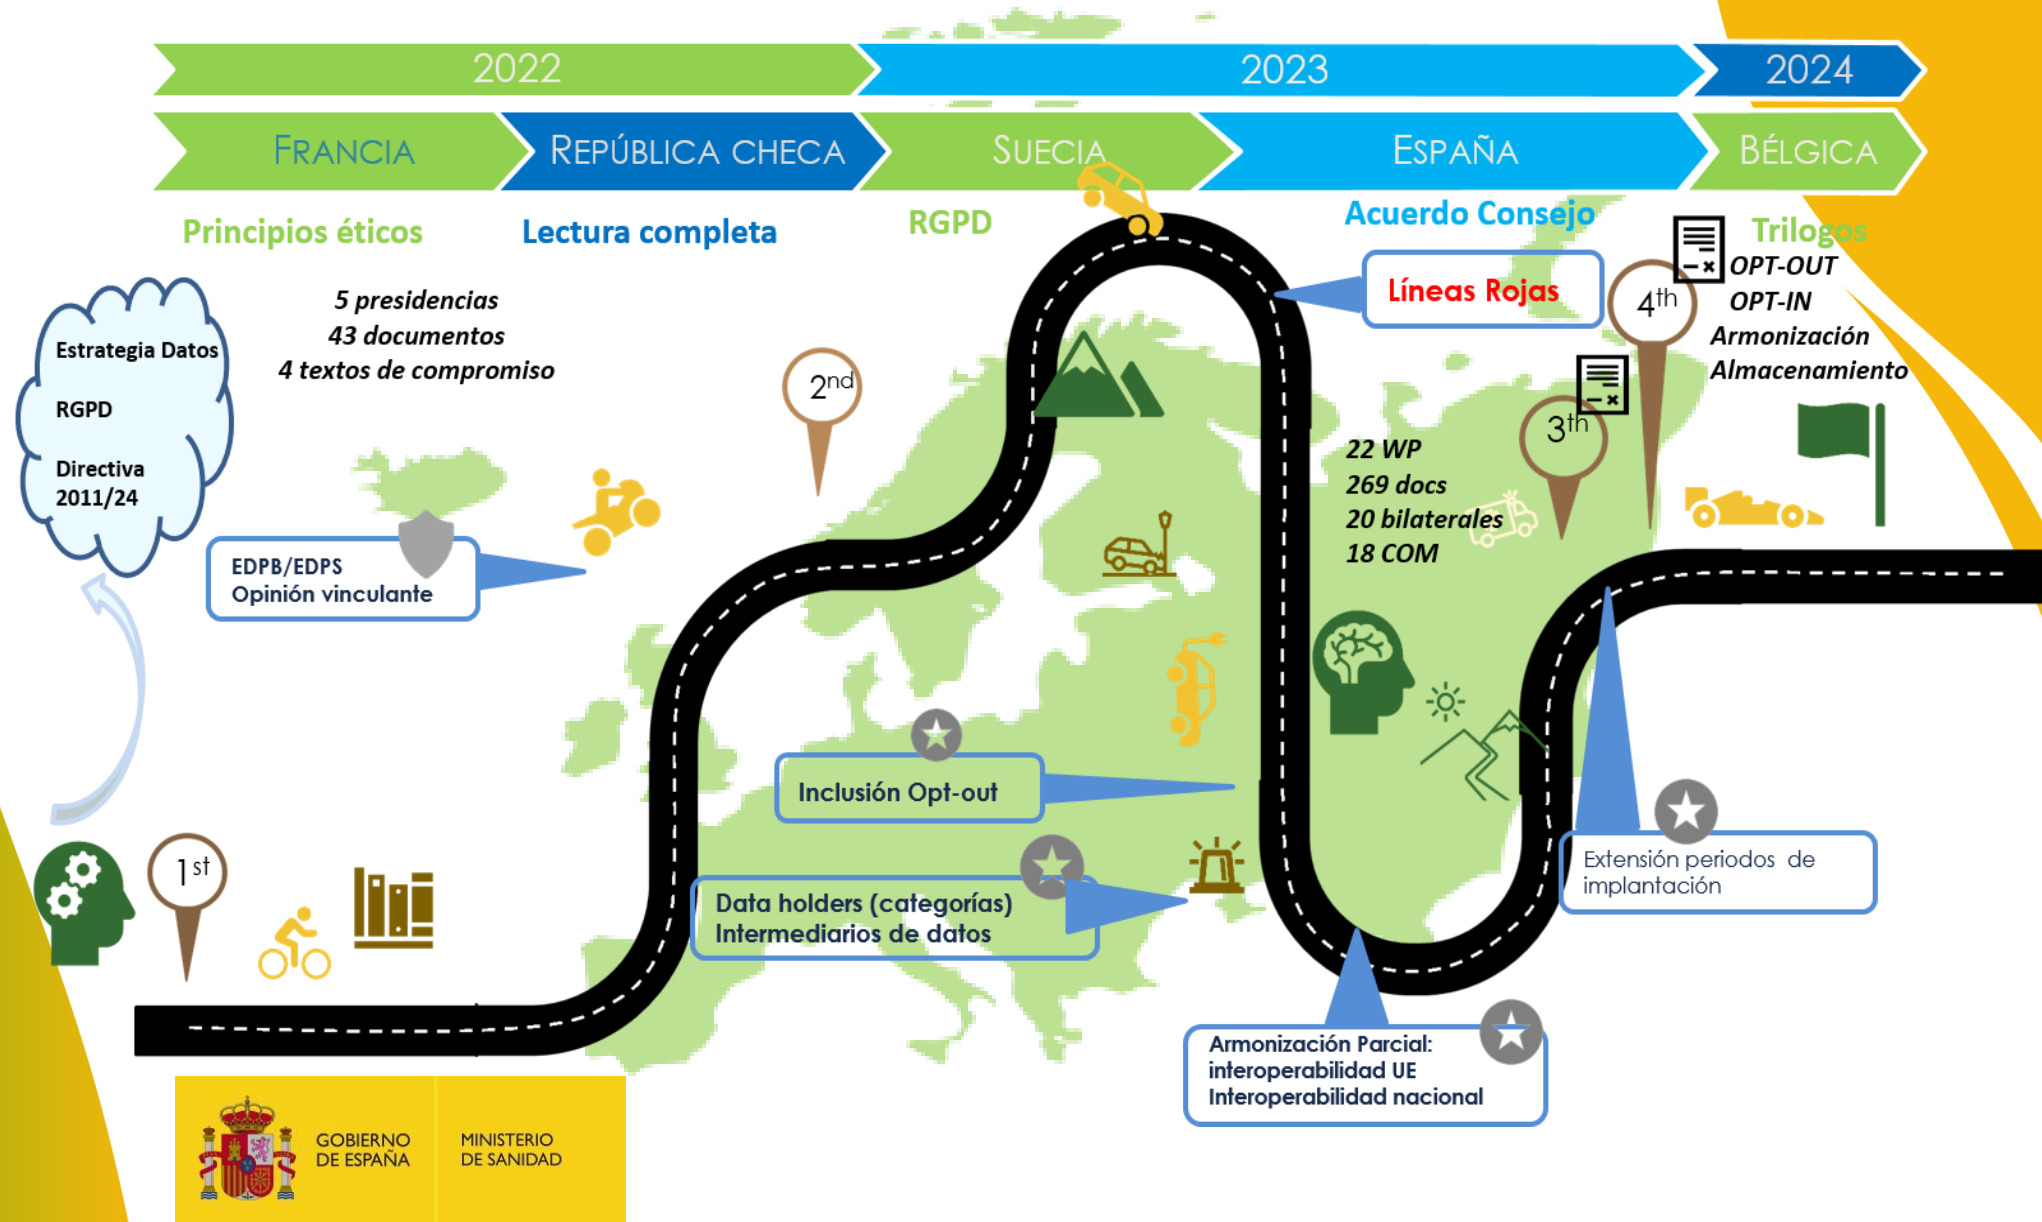 2022
2023
2024
FRANCIA
REPÚBLICA CHECA
SUECIA
ESPAÑA
BÉLGICA
Principios éticos
Lectura completa
RGPD
Acuerdo Consejo
Trilogos
OPT-OUT
OPT-IN
Armonización
Almacenamiento
Líneas Rojas
4th
5 presidencias
43 documentos
4 textos de compromiso
Estrategia Datos
RGPD
Directiva
2011/24
2nd
3th
22 WP
269 docs
20 bilaterales
18 COM
EDPB/EDPS
Opinión vinculante
Inclusión Opt-out
1st
Data holders (categorías)
Intermediarios de datos
Extensión periodos de
implantación
Armonización Parcial:
interoperabilidad UE
Interoperabilidad nacional
GOBIERNO
DE ESPAÑA
MINISTERIO
DE SANIDAD